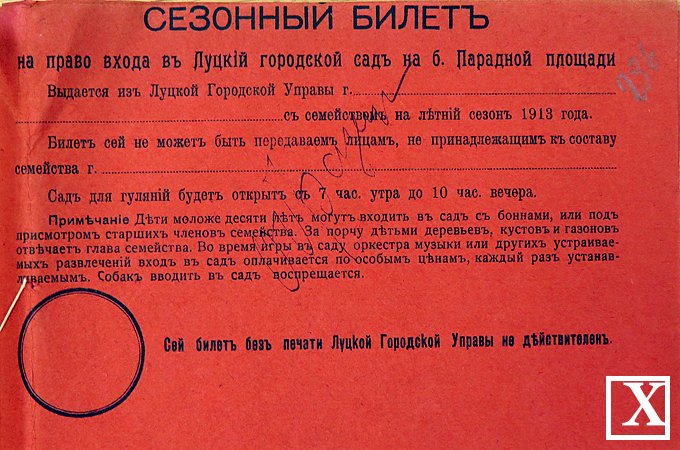 СЕЗОННЫЙ БИЛЕТЪ
на право входа въ Луцкій городской садъ на б. Парадной площади
Выдается изъ Луцкой Городской Управы г.
съ семействомъ на лѣтній сезонъ 1913 года.
Билетъ сей не можетъ быть передаваемъ лицамъ, не принадлежащимъ къ составу
семейства г.
Садъ для гуляній будетъ открытъ съ 7 час. утра до 10 час. вечера.
Примѣчаніе Дѣти моложе десяти лѣтъ могутъ входить въ садъ съ боннами, или подъ
присмотромъ старшихъ членовъ семейства. За порчу дѣтьми деревьевъ, кустовъ и газоновъ
отвѣчаетъ глава семейства. Во время игры въ саду оркестра музыки или другихъ устраивае-
мыхъ развлеченій входъ въ садъ оплачивается по особымъ цѣнамъ, каждый разъ устанав-
ливаемымъ. Собакъ вводить въ садъ воспрещается.
Сей билетъ безъ печати Луцкой Городской Управы не дѣйствителенъ.
X